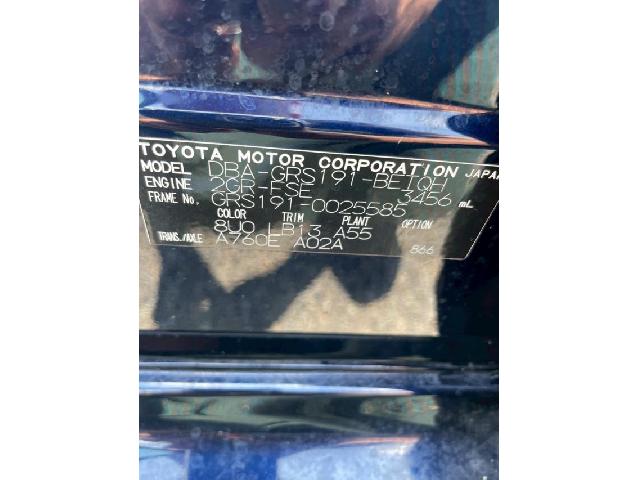 TOYOTA MOTOR CORPORATION JAPAN
MODEL DBA-GRS191-BETQH
ENGINE 2GR-FSE 3456 mL
FRAME No. GRS191-0025585
COLOR TRIM PLANT OPTION
8U0 LB13 A55
TRANS./AXLE A760E A02A 866